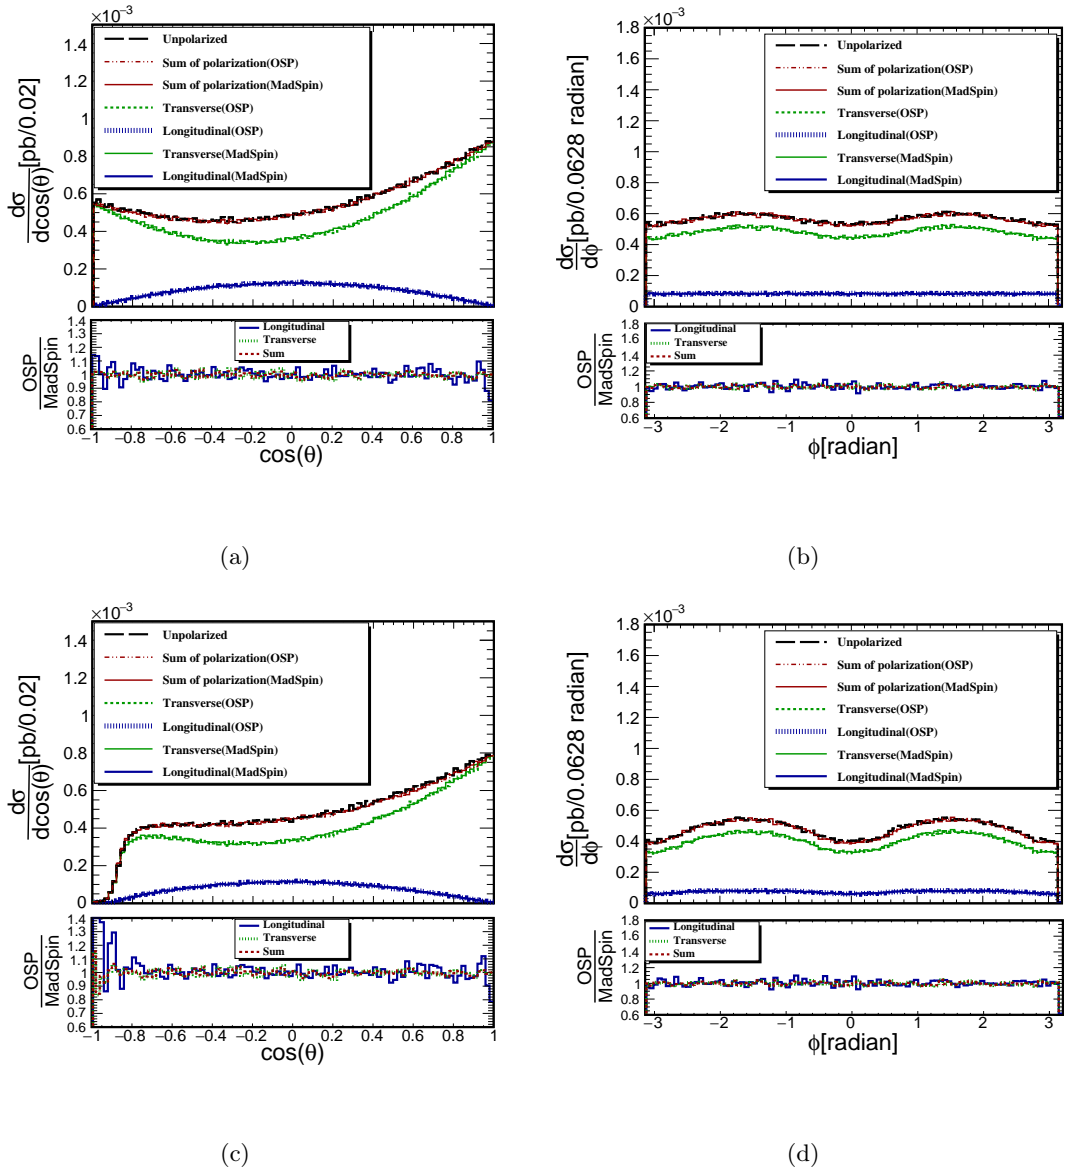 ×10⁻³
dσ/dcos(θ)[pb/0.02]
1.4
1.2
1
0.8
0.6
0.4
0.2
0
Unpolarized
Sum of polarization(OSP)
Sum of polarization(MadSpin)
Transverse(OSP)
Longitudinal(OSP)
Transverse(MadSpin)
Longitudinal(MadSpin)
OSP/MadSpin
1.4
1.3
1.2
1.1
1.0
0.9
0.8
0.7
0.6
Longitudinal
Transverse
Sum
−1 −0.8 −0.6 −0.4 −0.2 0 0.2 0.4 0.6 0.8 1
cos(θ)
(a)
×10⁻³
dσ/dϕ[pb/0.0628 radian]
1.8
1.6
1.4
1.2
1
0.8
0.6
0.4
0.2
0
Unpolarized
Sum of polarization(OSP)
Sum of polarization(MadSpin)
Transverse(OSP)
Longitudinal(OSP)
Transverse(MadSpin)
Longitudinal(MadSpin)
OSP/MadSpin
1.8
1.6
1.4
1.2
1
0.8
0.6
Longitudinal
Transverse
Sum
−3 −2 −1 0 1 2 3
ϕ[radian]
(b)
×10⁻³
dσ/dcos(θ)[pb/0.02]
1.4
1.2
1
0.8
0.6
0.4
0.2
0
Unpolarized
Sum of polarization(OSP)
Sum of polarization(MadSpin)
Transverse(OSP)
Longitudinal(OSP)
Transverse(MadSpin)
Longitudinal(MadSpin)
OSP/MadSpin
1.4
1.3
1.2
1.1
1.0
0.9
0.8
0.7
0.6
Longitudinal
Transverse
Sum
−1 −0.8 −0.6 −0.4 −0.2 0 0.2 0.4 0.6 0.8 1
cos(θ)
(c)
×10⁻³
dσ/dϕ[pb/0.0628 radian]
1.8
1.6
1.4
1.2
1
0.8
0.6
0.4
0.2
0
Unpolarized
Sum of polarization(OSP)
Sum of polarization(MadSpin)
Transverse(OSP)
Longitudinal(OSP)
Transverse(MadSpin)
Longitudinal(MadSpin)
OSP/MadSpin
1.8
1.6
1.4
1.2
1
0.8
0.6
Longitudinal
Transverse
Sum
−3 −2 −1 0 1 2 3
ϕ[radian]
(d)